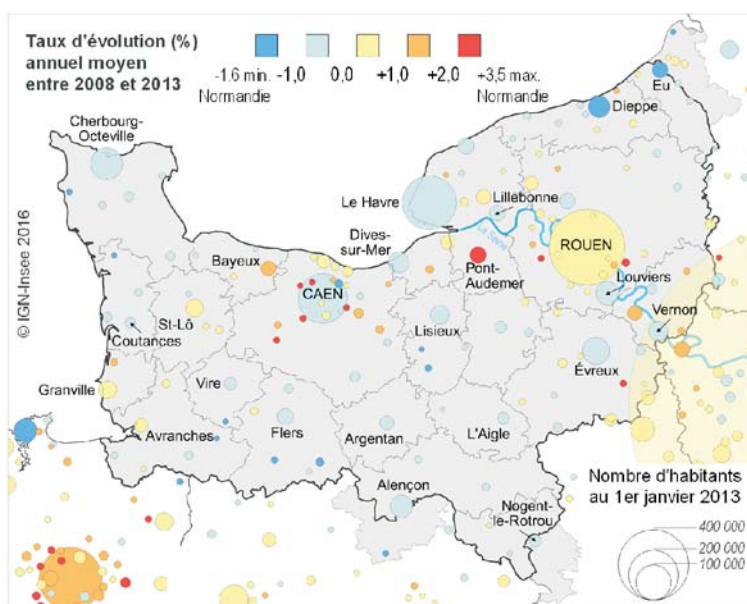 Taux d'évolution (%)
annuel moyen
entre 2008 et 2013
-1.6 min. -1,0 0,0 +1,0 +2,0 +3,5 max.
Normandie Normandie
Eu
Dieppe
Cherbourg-
Octeville
Le Havre
Lillebonne
La Seine
Dives-
sur-Mer
ROUEN
Bayeux
Pont-
Audemer
Louviers
CAEN
Vernon
St-Lô
Coutances
Lisieux
Évreux
Granville
Vire
Avranches
Flers
Argentan
L'Aigle
Alençon
Nogent-
le-Rotrou
Nombre d'habitants
au 1er janvier 2013
400 000
200 000
100 000
© IGN-Insee 2016